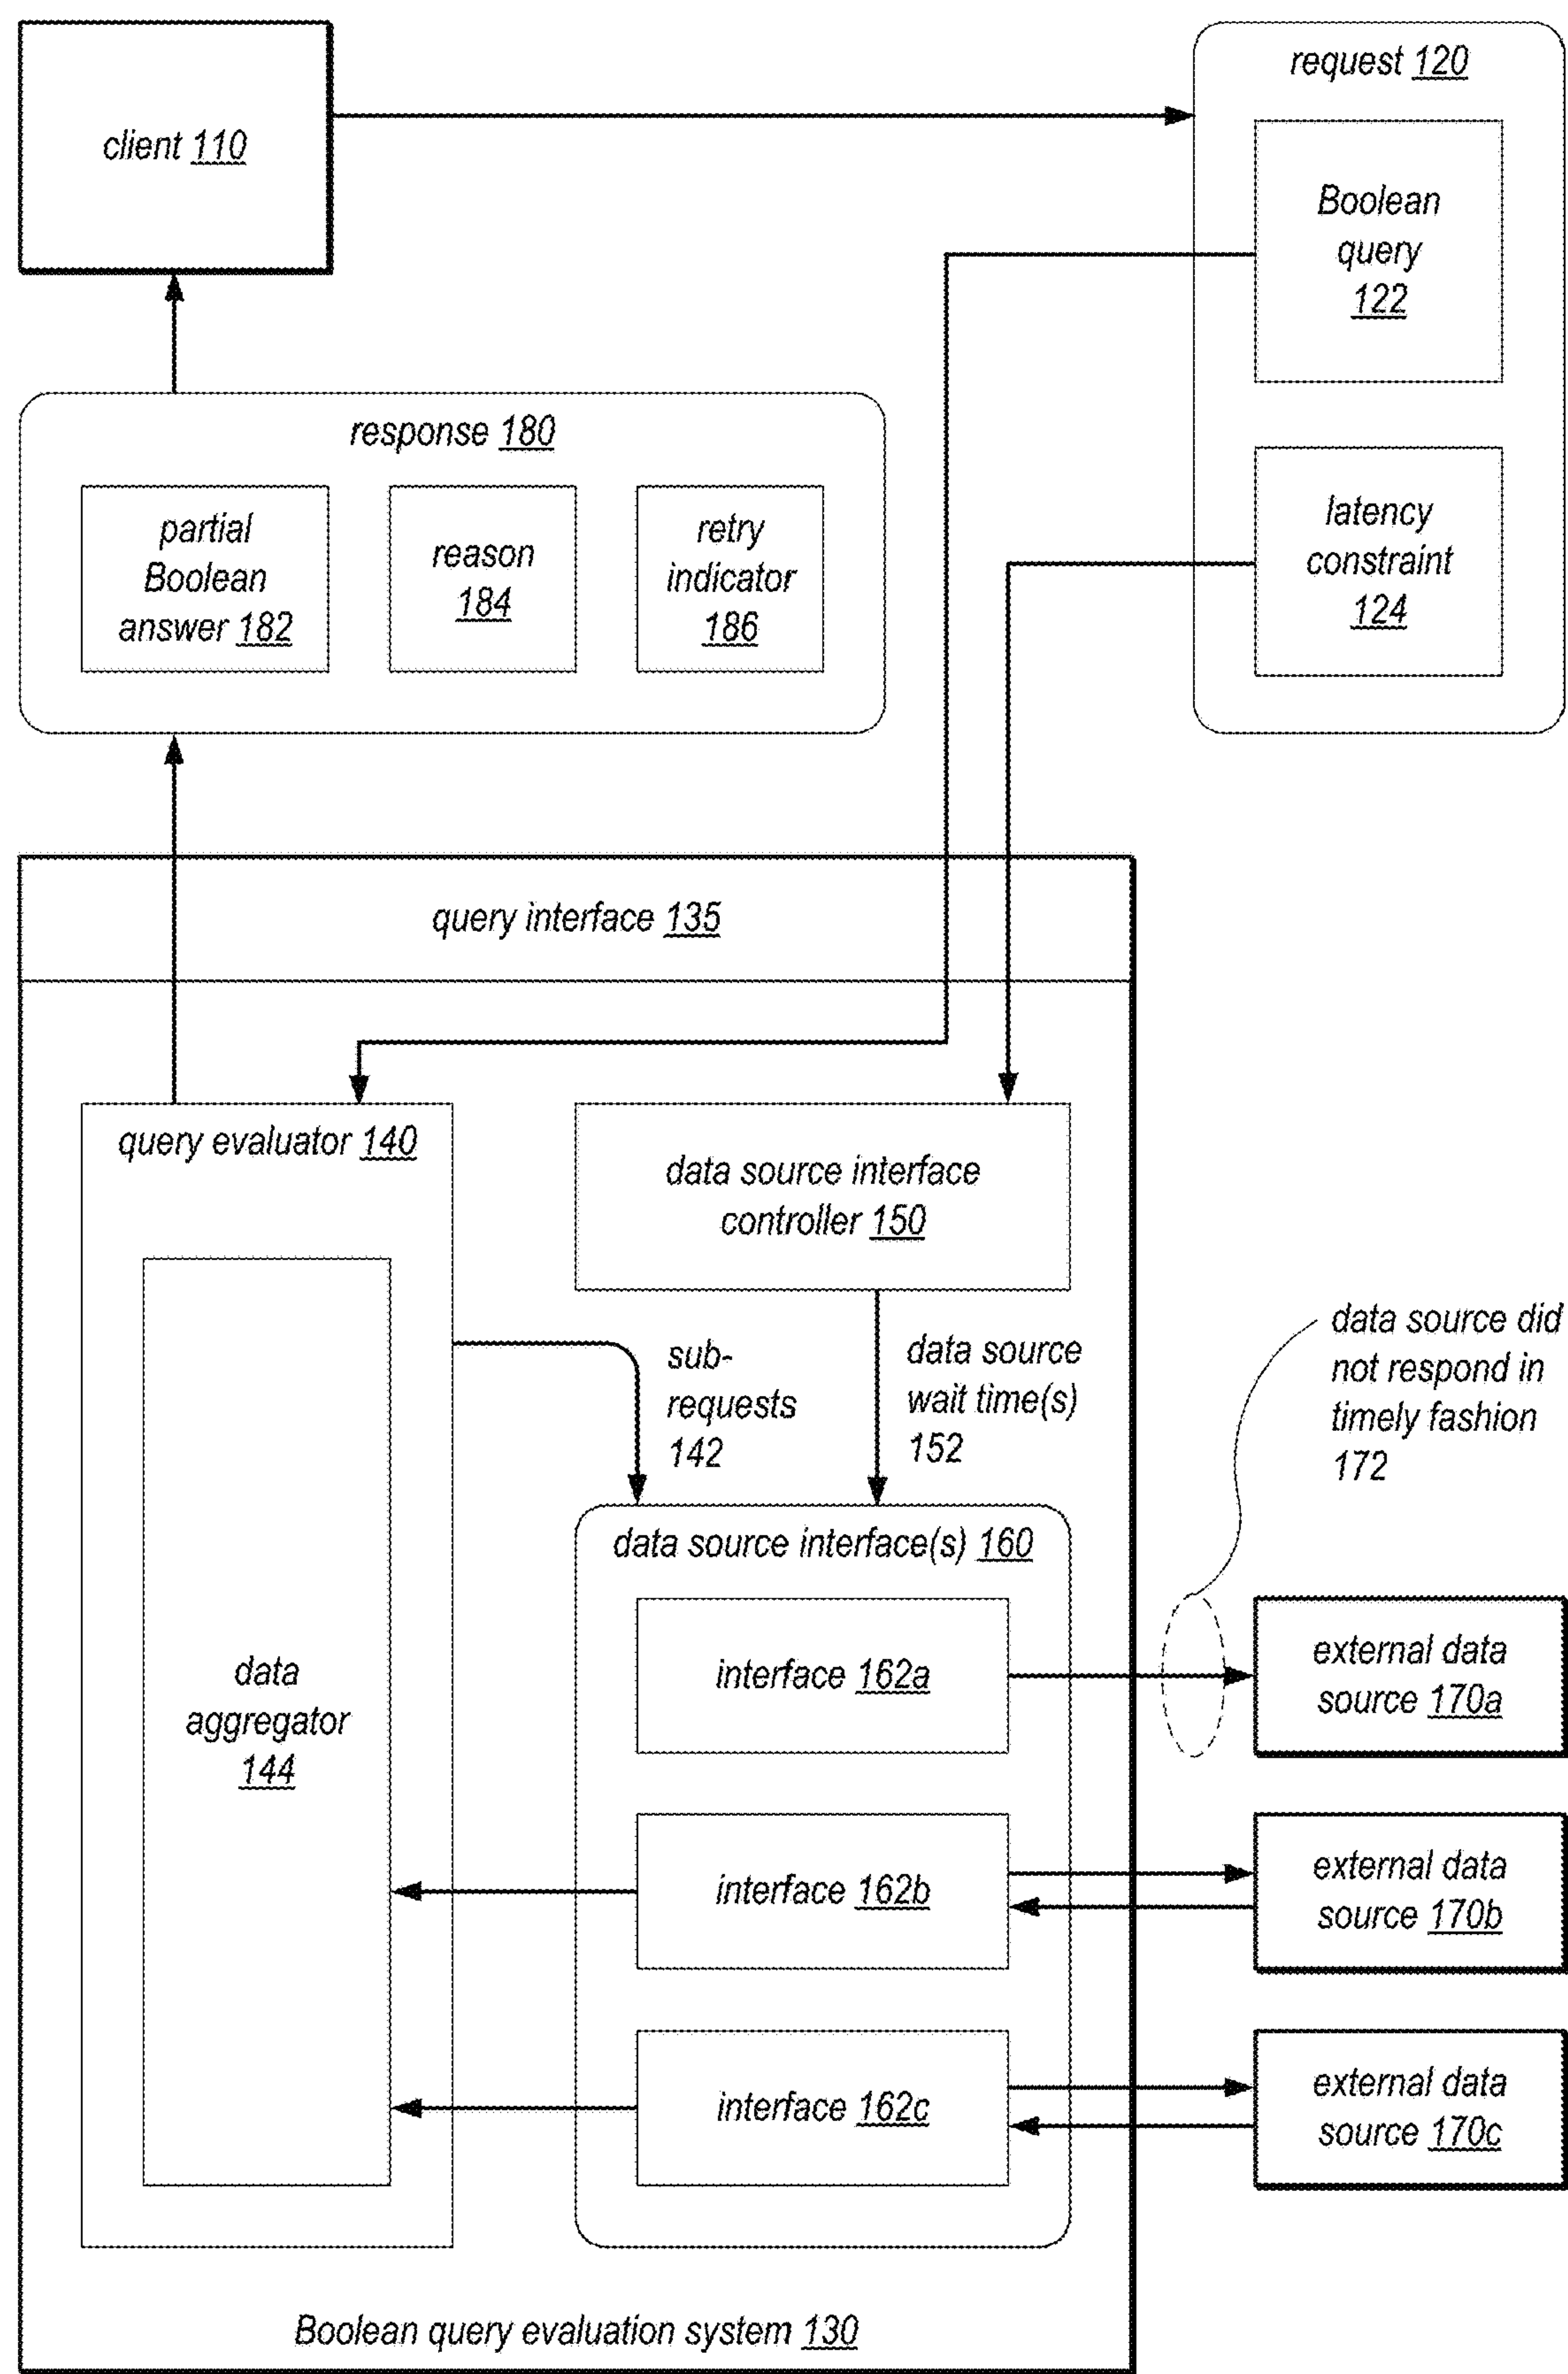 client 110
request 120
Boolean
query
122
latency
constraint
124
response 180
partial
Boolean
answer 182
reason
184
retry
indicator
186
query interface 135
query evaluator 140
data source interface
controller 150
data
aggregator
144
sub-
requests
142
data source
wait time(s)
152
data source did
not respond in
timely fashion
172
data source interface(s) 160
interface 162a
external data
source 170a
interface 162b
external data
source 170b
interface 162c
external data
source 170c
Boolean query evaluation system 130